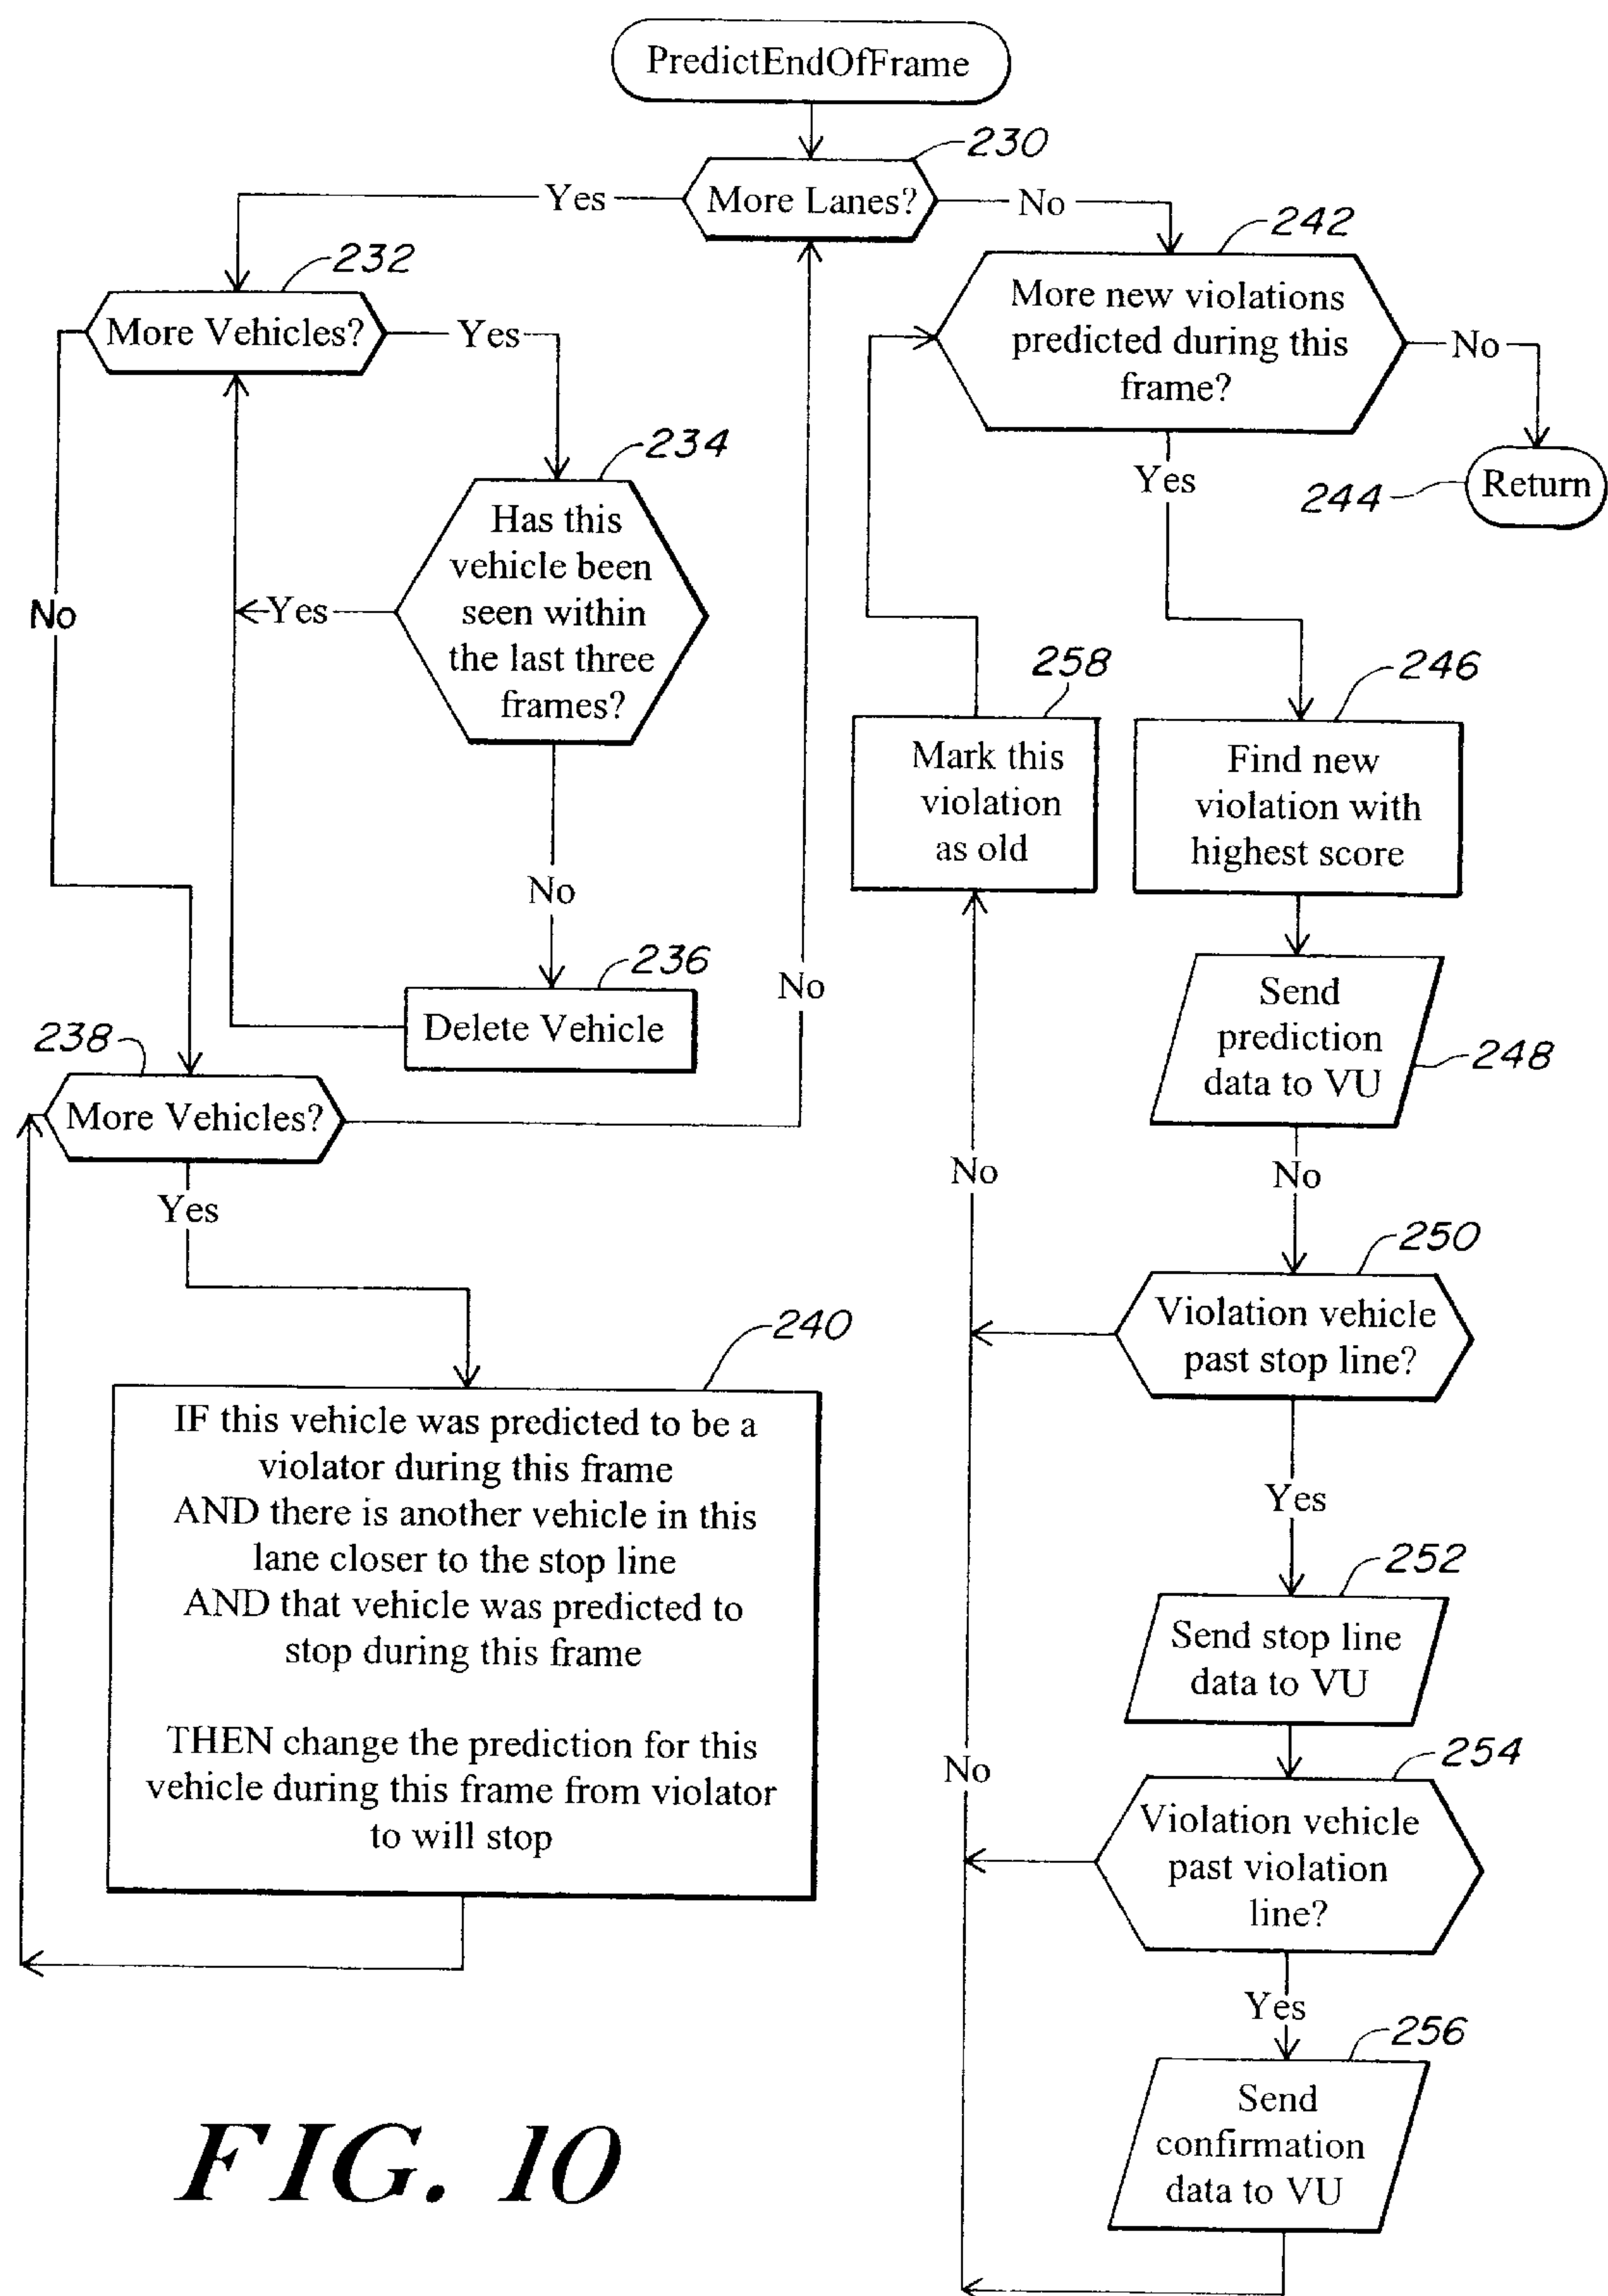 PredictEndOfFrame
230
More Lanes?
Yes
No
232
More Vehicles?
Yes
No
234
Has this
vehicle been
seen within
the last three
frames?
Yes
No
236
Delete Vehicle
238
More Vehicles?
No
Yes
240
IF this vehicle was predicted to be a
violator during this frame
AND there is another vehicle in this
lane closer to the stop line
AND that vehicle was predicted to
stop during this frame
THEN change the prediction for this
vehicle during this frame from violator
to will stop
242
More new violations
predicted during this
frame?
No
244
Return
Yes
246
Find new
violation with
highest score
248
Send
prediction
data to VU
No
250
Violation vehicle
past stop line?
No
Yes
252
Send stop line
data to VU
254
Violation vehicle
past violation
line?
No
Yes
256
Send
confirmation
data to VU
258
Mark this
violation
as old
FIG. 10